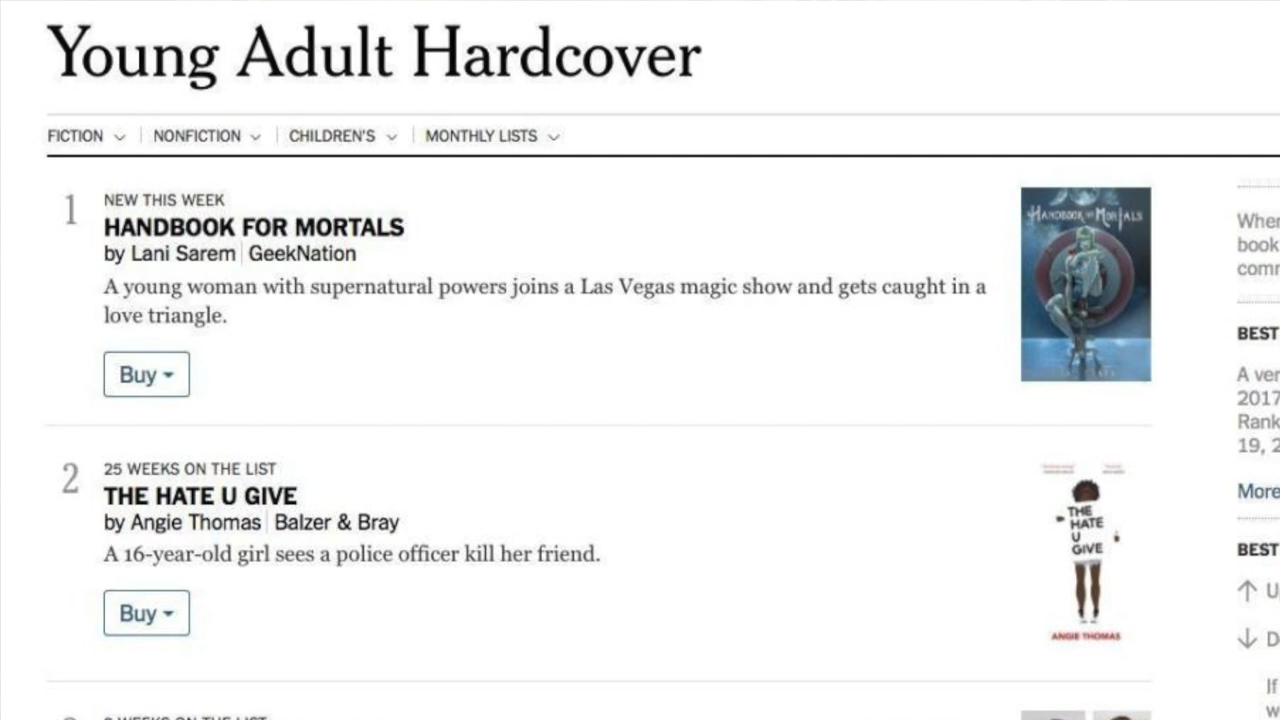 Young Adult Hardcover
FICTION
NONFICTION
CHILDREN'S
MONTHLY LISTS
1
NEW THIS WEEK
HANDBOOK FOR MORTALS
by Lani Sarem | GeekNation
A young woman with supernatural powers joins a Las Vegas magic show and gets caught in a
love triangle.
Buy
HANDBOOK FOR MORTALS
2
25 WEEKS ON THE LIST
THE HATE U GIVE
by Angie Thomas | Balzer & Bray
A 16-year-old girl sees a police officer kill her friend.
Buy
THE
HATE
U
GIVE
ANGIE THOMAS
WEEKS ON THE LIST
book
BEST
A ver
2017
Rank
19, 2
More
BEST
U
D
If
w